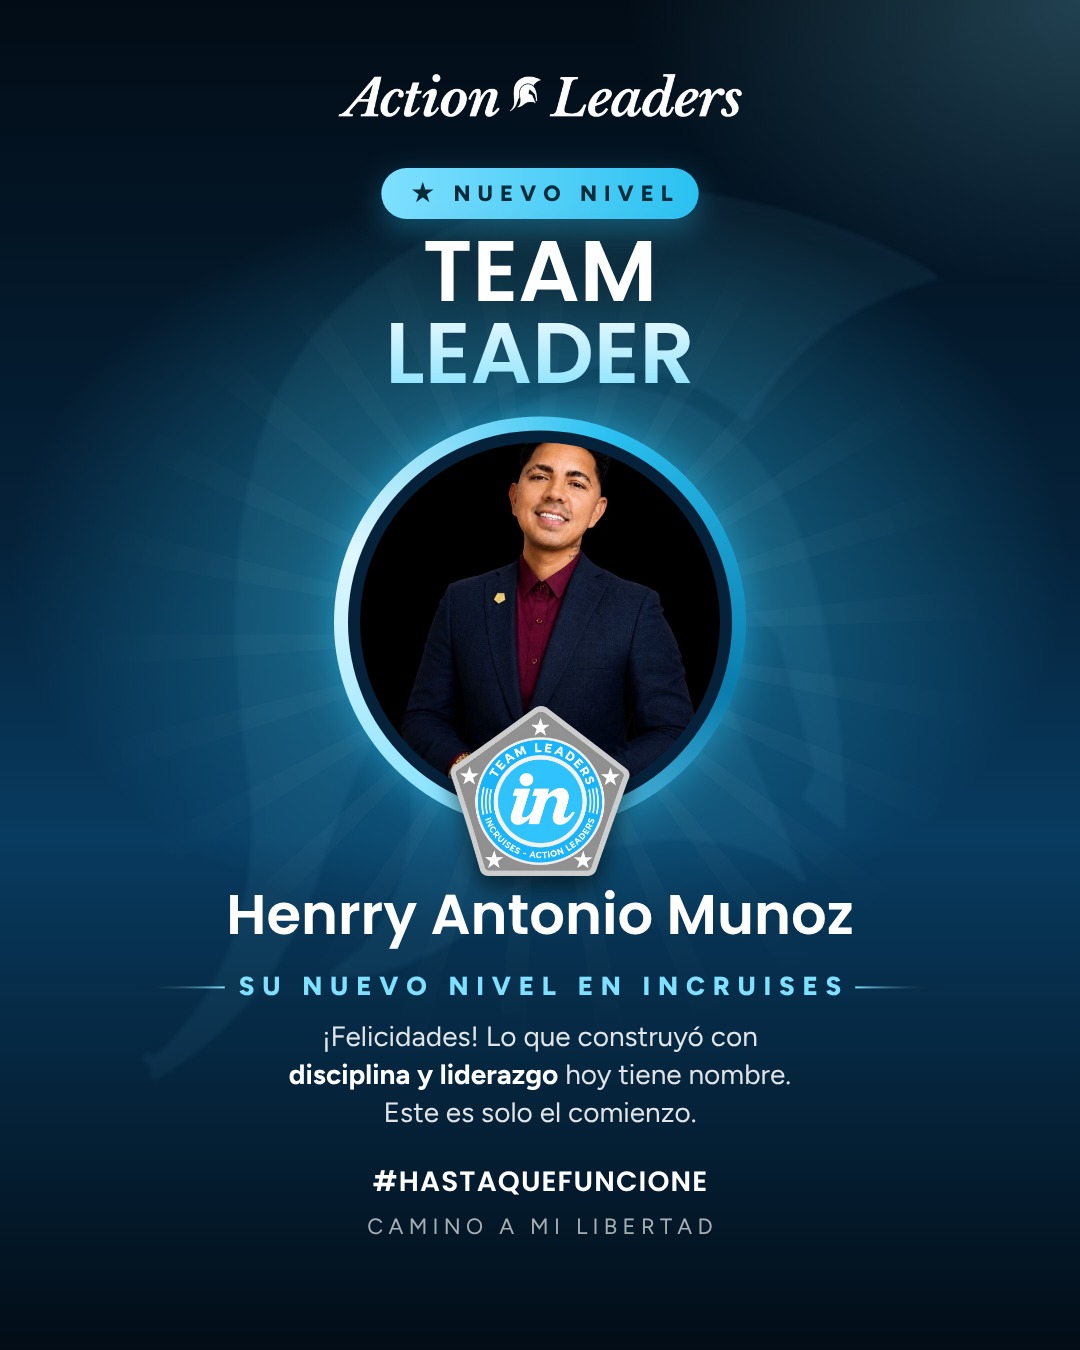 Action Leaders
★ NUEVO NIVEL
TEAM
LEADER
TEAM LEADERS
in
INCRUISES - ACTION LEADERS
Henrry Antonio Munoz
SU NUEVO NIVEL EN INCRUISES
¡Felicidades! Lo que construyó con
disciplina y liderazgo hoy tiene nombre.
Este es solo el comienzo.
#HASTAQUEFUNCIONE
CAMINO A MI LIBERTAD